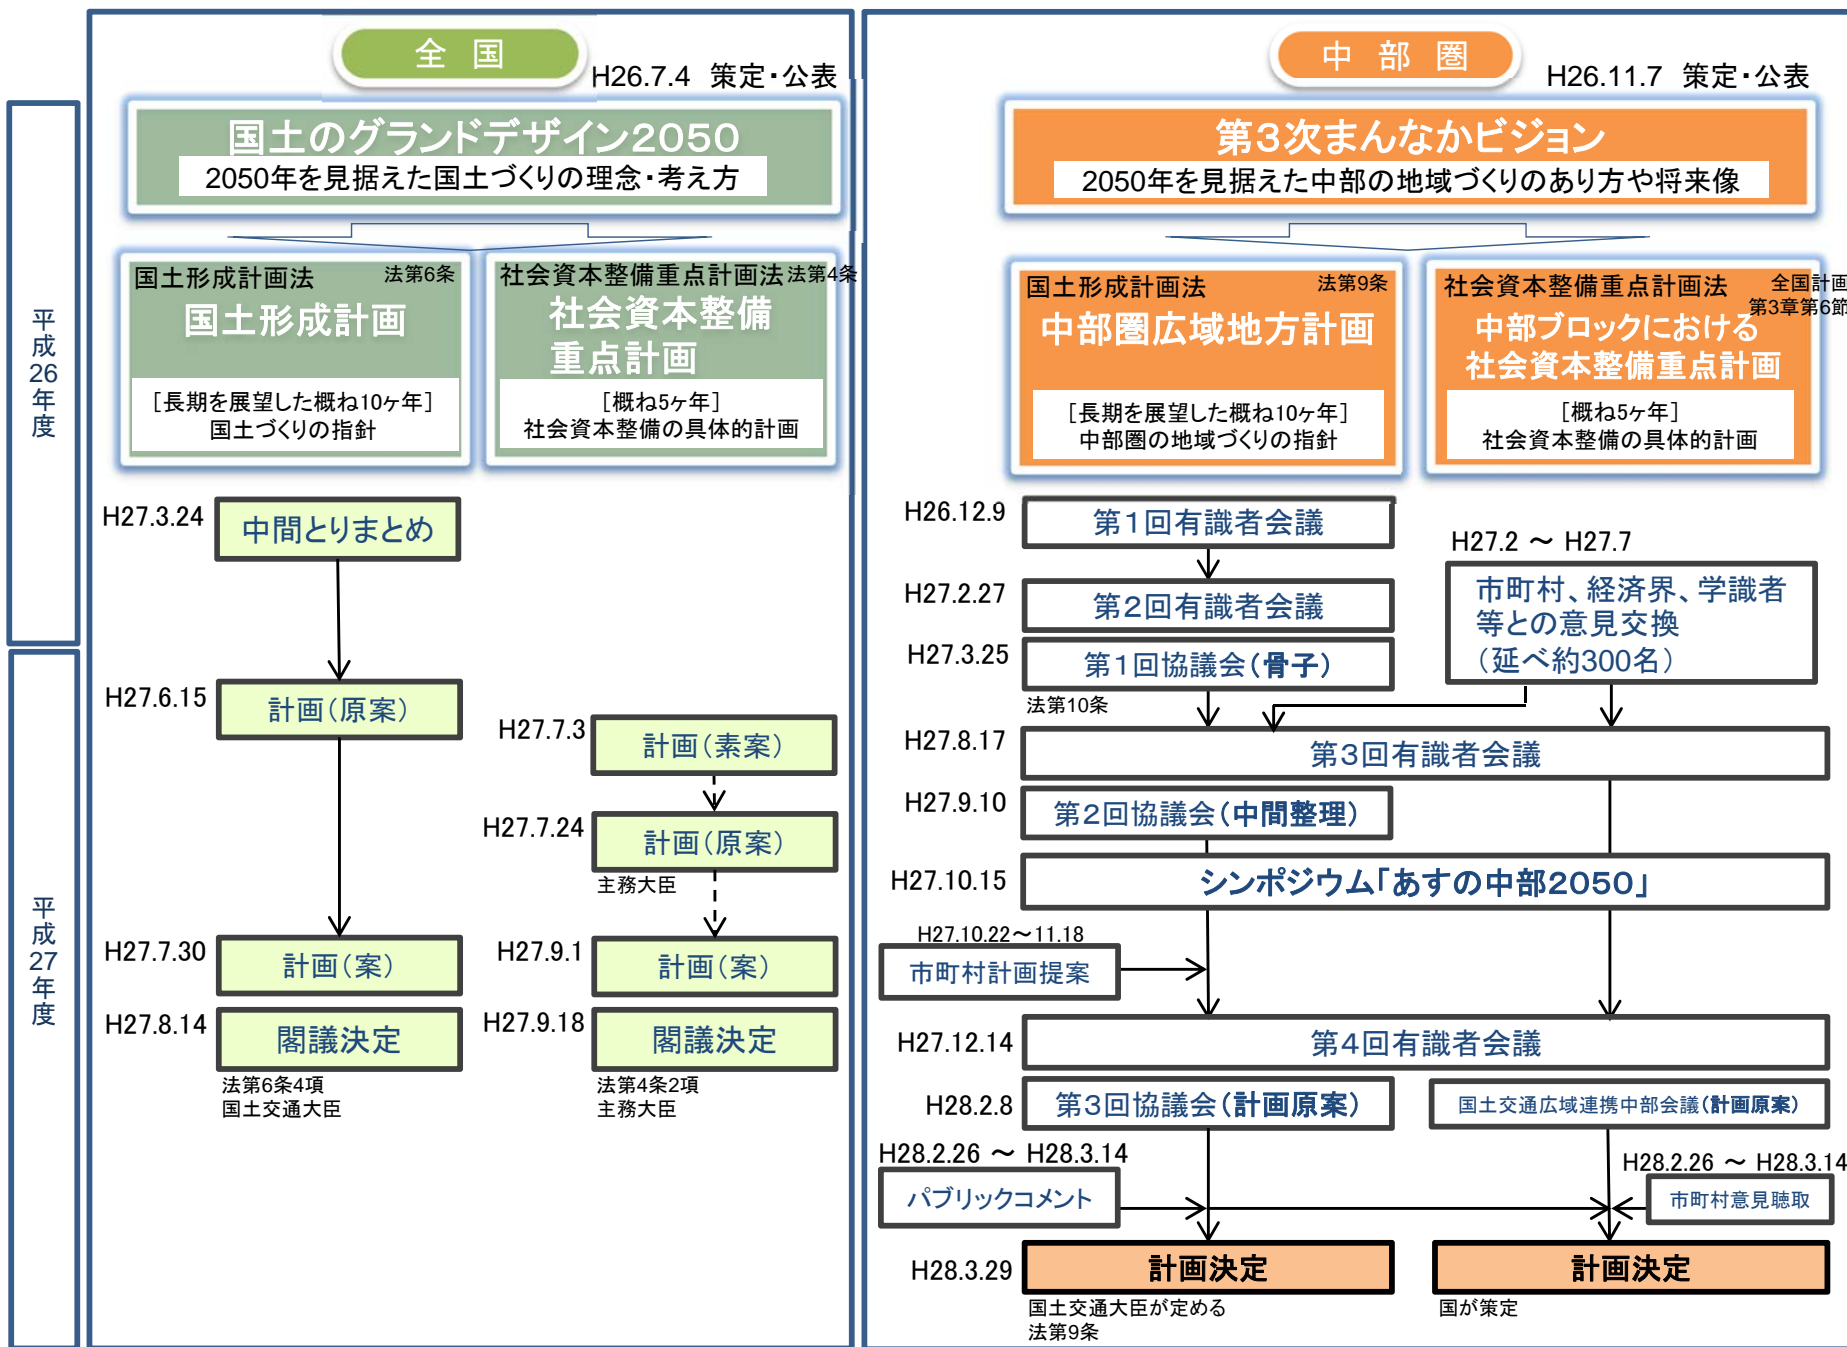 全 国
H26.7.4 策定・公表
国土のグランドデザイン2050
2050年を見据えた国土づくりの理念・考え方
国土形成計画法 法第6条
国土形成計画
[長期を展望した概ね10ヶ年]
国土づくりの指針
社会資本整備重点計画法 法第4条
社会資本整備
重点計画
[概ね5ヶ年]
社会資本整備の具体的計画
中 部 圏
H26.11.7 策定・公表
第3次まんなかビジョン
2050年を見据えた中部の地域づくりのあり方や将来像
国土形成計画法 法第9条
中部圏広域地方計画
[長期を展望した概ね10ヶ年]
中部圏の地域づくりの指針
社会資本整備重点計画法 全国計画
第3章第6節
中部ブロックにおける
社会資本整備重点計画
[概ね5ヶ年]
社会資本整備の具体的計画
平成26年度
平成27年度
H27.3.24 中間とりまとめ
H27.6.15 計画(原案)
H27.7.30 計画(案)
H27.8.14 閣議決定
法第6条4項
国土交通大臣
H27.7.3 計画(素案)
H27.7.24 計画(原案)
主務大臣
H27.9.1 計画(案)
H27.9.18 閣議決定
法第4条2項
主務大臣
H26.12.9 第1回有識者会議
H27.2.27 第2回有識者会議
H27.3.25 第1回協議会(骨子)
法第10条
H27.2 ～ H27.7
市町村、経済界、学識者
等との意見交換
(延べ約300名)
H27.8.17 第3回有識者会議
H27.9.10 第2回協議会(中間整理)
H27.10.15 シンポジウム「あすの中部2050」
H27.10.22～11.18
市町村計画提案
H27.12.14 第4回有識者会議
H28.2.8 第3回協議会(計画原案)
国土交通広域連携中部会議(計画原案)
H28.2.26 ～ H28.3.14
パブリックコメント
H28.2.26 ～ H28.3.14
市町村意見聴取
H28.3.29 計画決定
国土交通大臣が定める
法第9条
計画決定
国が策定